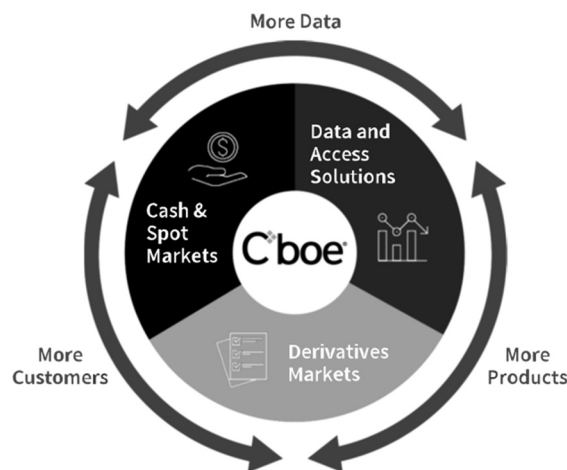 More Data
Data and
Access
Solutions
Cash &
Spot
Markets
Cboe
Derivatives
Markets
More
Customers
More
Products